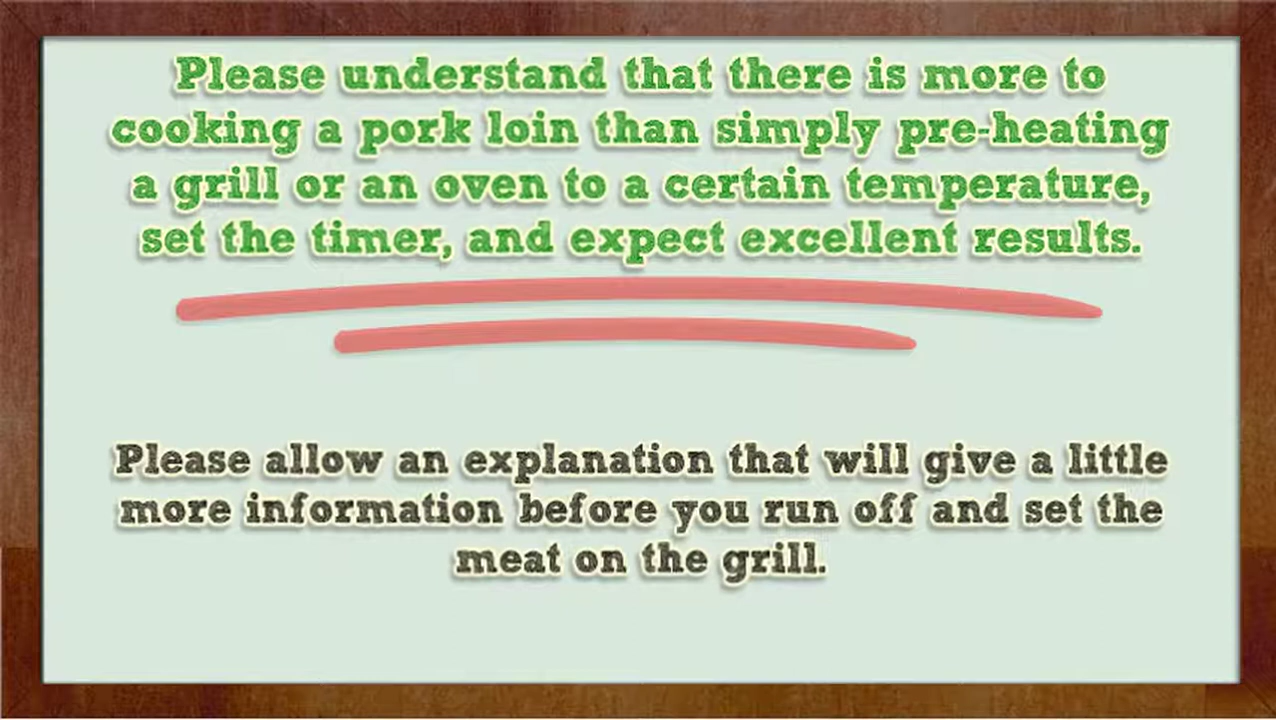 Please understand that there is more to
cooking a pork loin than simply pre-heating
a grill or an oven to a certain temperature,
set the timer, and expect excellent results.
Please allow an explanation that will give a little
more information before you run off and set the
meat on the grill.